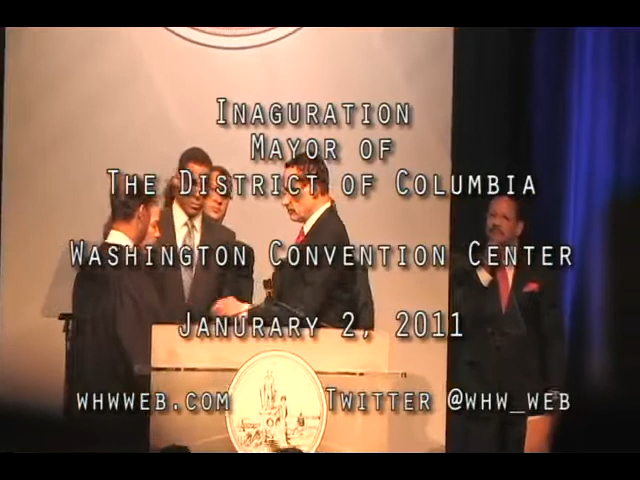 Inaguration
Mayor of
The District of Columbia
Washington Convention Center
Janurary 2, 2011
whwweb.com Twitter @whw_web